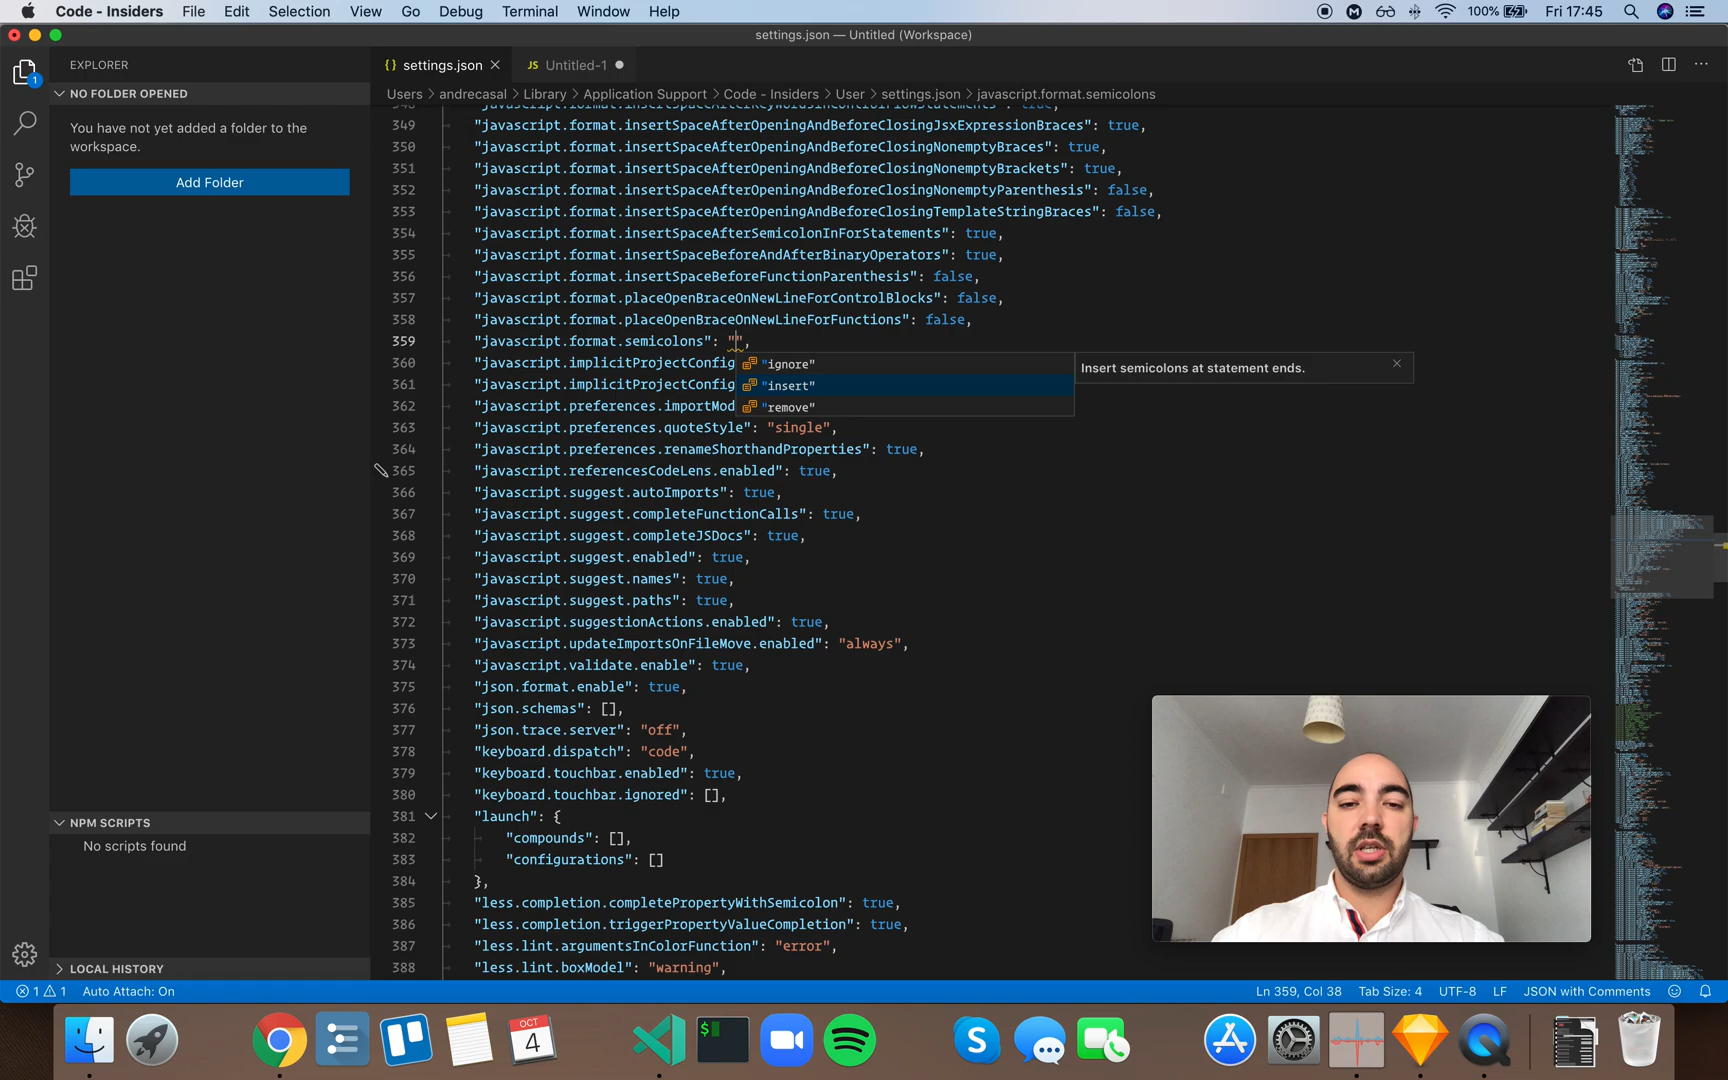 Code - Insiders File Edit Selection View Go Debug Terminal Window Help 100% Fri 17:45
settings.json — Untitled (Workspace)
EXPLORER
NO FOLDER OPENED
You have not yet added a folder to the
workspace.
Add Folder
NPM SCRIPTS
No scripts found
LOCAL HISTORY
1
{} settings.json JS Untitled-1
Users > andrecasal > Library > Application Support > Code - Insiders > User > settings.json > javascript.format.semicolons
349 "javascript.format.insertSpaceAfterOpeningAndBeforeClosingJsxExpressionBraces": true,
350 "javascript.format.insertSpaceAfterOpeningAndBeforeClosingNonemptyBraces": true,
351 "javascript.format.insertSpaceAfterOpeningAndBeforeClosingNonemptyBrackets": true,
352 "javascript.format.insertSpaceAfterOpeningAndBeforeClosingNonemptyParenthesis": false,
353 "javascript.format.insertSpaceAfterOpeningAndBeforeClosingTemplateStringBraces": false,
354 "javascript.format.insertSpaceAfterSemicolonInForStatements": true,
355 "javascript.format.insertSpaceBeforeAndAfterBinaryOperators": true,
356 "javascript.format.insertSpaceBeforeFunctionParenthesis": false,
357 "javascript.format.placeOpenBraceOnNewLineForControlBlocks": false,
358 "javascript.format.placeOpenBraceOnNewLineForFunctions": false,
359 "javascript.format.semicolons": "",
360 "javascript.implicitProjectConfig
361 "javascript.implicitProjectConfig
362 "javascript.preferences.importMod
"ignore"
"insert"
"remove"
Insert semicolons at statement ends.
363 "javascript.preferences.quoteStyle": "single",
364 "javascript.preferences.renameShorthandProperties": true,
365 "javascript.referencesCodeLens.enabled": true,
366 "javascript.suggest.autoImports": true,
367 "javascript.suggest.completeFunctionCalls": true,
368 "javascript.suggest.completeJSDocs": true,
369 "javascript.suggest.enabled": true,
370 "javascript.suggest.names": true,
371 "javascript.suggest.paths": true,
372 "javascript.suggestionActions.enabled": true,
373 "javascript.updateImportsOnFileMove.enabled": "always",
374 "javascript.validate.enable": true,
375 "json.format.enable": true,
376 "json.schemas": [],
377 "json.trace.server": "off",
378 "keyboard.dispatch": "code",
379 "keyboard.touchbar.enabled": true,
380 "keyboard.touchbar.ignored": [],
381 "launch": {
382 "compounds": [],
383 "configurations": []
384 },
385 "less.completion.completePropertyWithSemicolon": true,
386 "less.completion.triggerPropertyValueCompletion": true,
387 "less.lint.argumentsInColorFunction": "error",
388 "less.lint.boxModel": "warning",
1 1 Auto Attach: On Ln 359, Col 38 Tab Size: 4 UTF-8 LF JSON with Comments
OCT
4
$
S